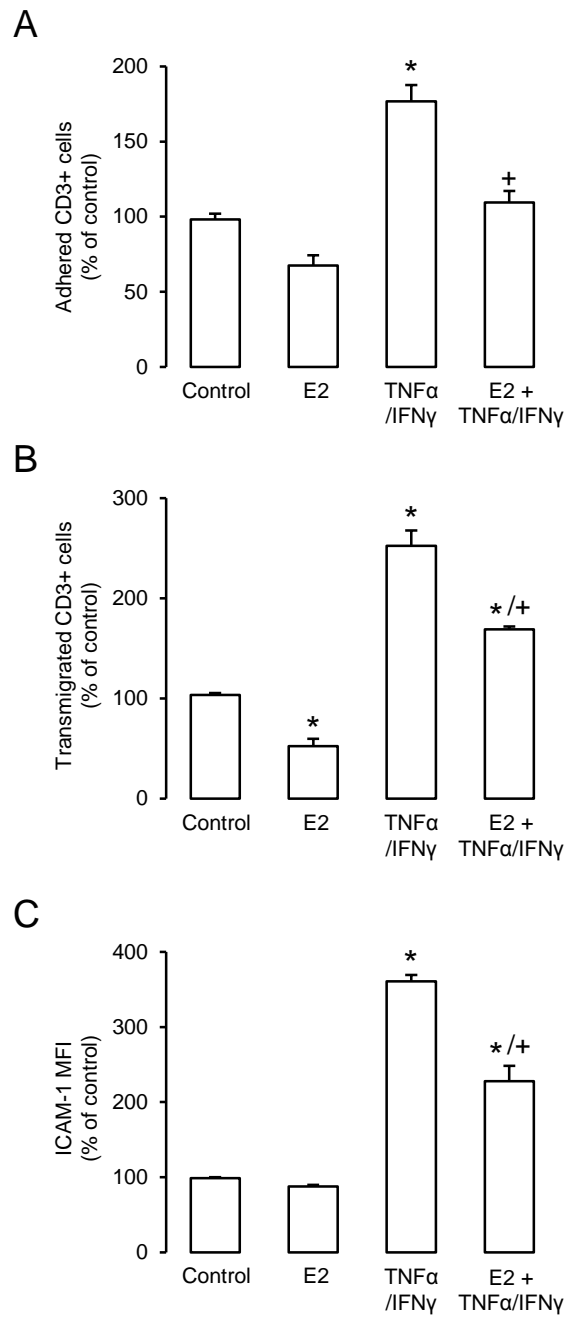 A
Adhered CD3+ cells
(% of control)
200
150
100
50
0
*
+
Control
E2
TNFα
/IFNγ
E2 +
TNFα/IFNγ
B
Transmigrated CD3+ cells
(% of control)
300
200
100
0
*
*
* /+
Control
E2
TNFα
/IFNγ
E2 +
TNFα/IFNγ
C
ICAM-1 MFI
(% of control)
400
300
200
100
0
*
* /+
Control
E2
TNFα
/IFNγ
E2 +
TNFα/IFNγ